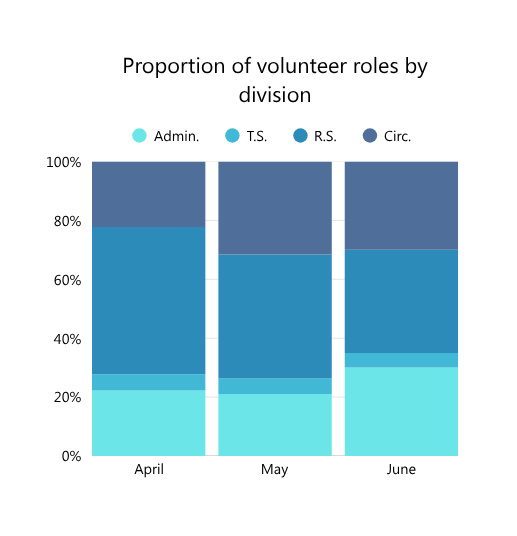 Proportion of volunteer roles by
division
Admin. T.S. R.S. Circ.
100%
80%
60%
40%
20%
0%
April May June